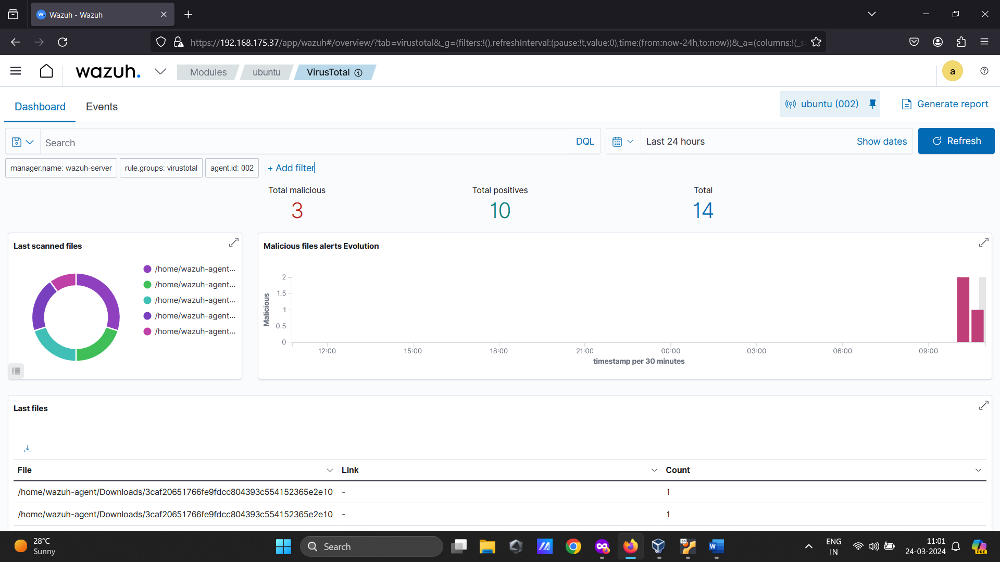 Wazuh - Wazuh
https://192.168.175.37/app/wazuh#/overview/?tab=virustotal&_g=(filters:!(),refreshInterval:(pause:!t,value:0),time:(from:now-24h,to:now))&_a=(columns:!(_s
wazuh.
Modules
ubuntu
VirusTotal
a
Dashboard
Events
ubuntu (002)
Generate report
Search
DQL
Last 24 hours
Show dates
Refresh
manager.name: wazuh-server
rule.groups: virustotal
agent.id: 002
+ Add filter
Total malicious
3
Total positives
10
Total
14
Last scanned files
/home/wazuh-agent...
/home/wazuh-agent...
/home/wazuh-agent...
/home/wazuh-agent...
/home/wazuh-agent...
Malicious files alerts Evolution
Malicious
2
1.5
1
0.5
0
12:00
15:00
18:00
21:00
00:00
03:00
06:00
09:00
timestamp per 30 minutes
Last files
File
Link
Count
/home/wazuh-agent/Downloads/3caf20651766fe9fdcc804393c554152365e2e10 - 1
/home/wazuh-agent/Downloads/3caf20651766fe9fdcc804393c554152365e2e10 - 1
28°C
Sunny
Search
64
W
PRE
ENG
IN
11:01
24-03-2024